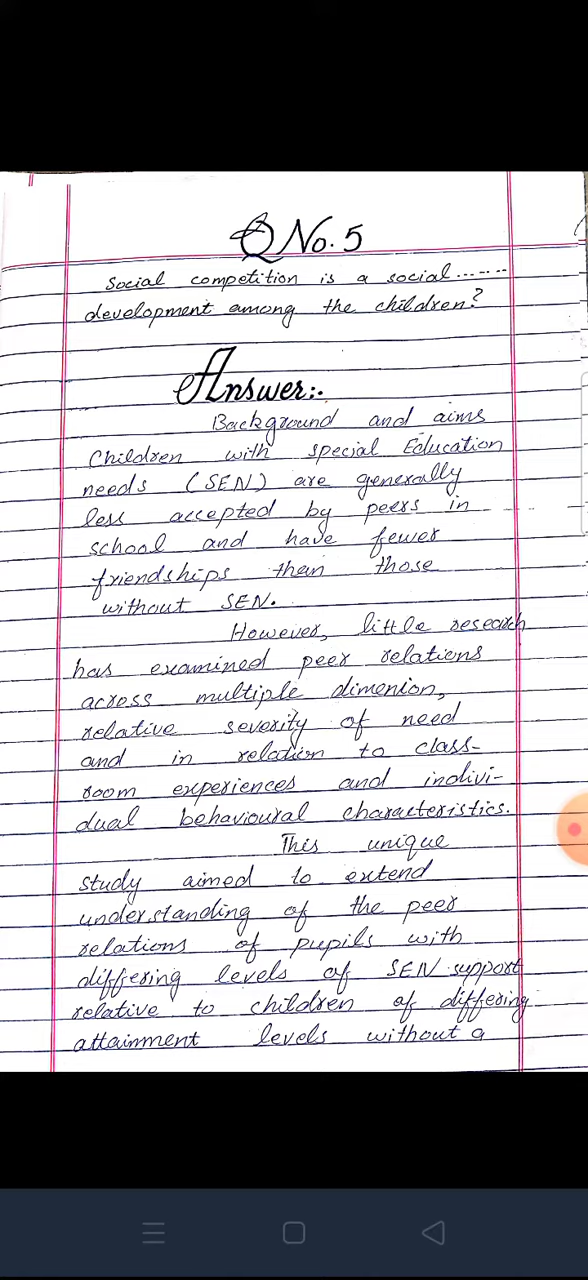 Q No. 5
Social competition is a social.......
development among the children?
Answer:.
Background and aims
Children with special Education
needs (SEN) are generally
less accepted by peers in
school and have fewer
friendships than those
without SEN.
However, little research
has examined peer relations
across multiple dimenion,
relative severity of need
and in relation to class-
room experiences and indivi-
dual behavioural characteristics.
This unique
study aimed to extend
understanding of the peer
relations of pupils with
differing levels of SEN support
relative to children of differing
attainment levels without a